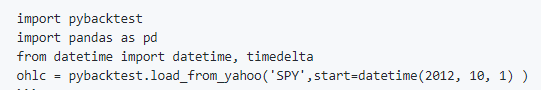 import pybacktest
import pandas as pd
from datetime import datetime, timedelta
ohlc = pybacktest.load_from_yahoo('SPY',start=datetime(2012, 10, 1) )